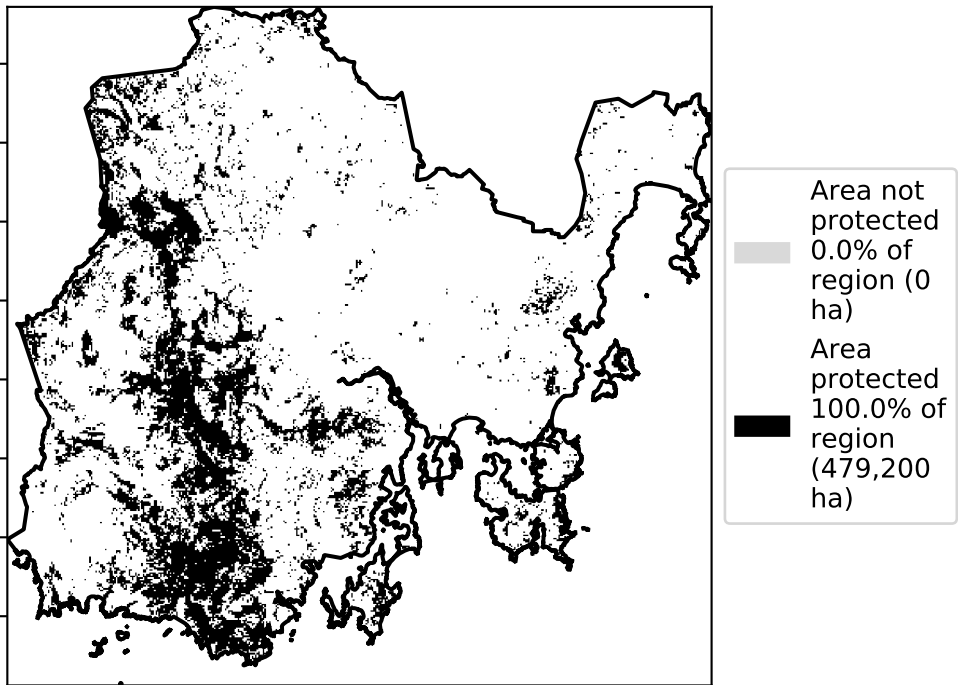 Area not
protected
0.0% of
region (0
ha)
Area
protected
100.0% of
region
(479,200
ha)